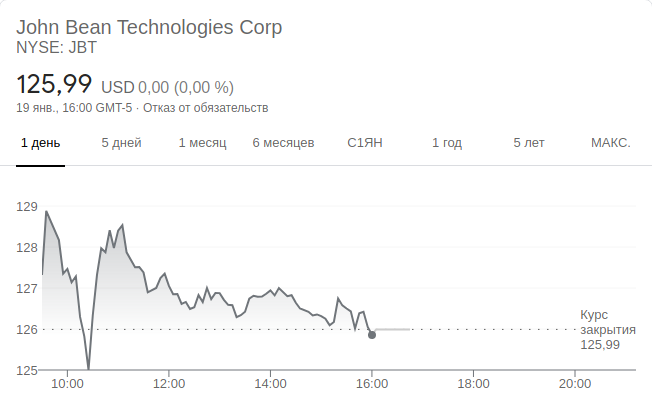 John Bean Technologies Corp
NYSE: JBT
125,99 USD 0,00 (0,00 %)
19 янв., 16:00 GMT-5 · Отказ от обязательств
1 день 5 дней 1 месяц 6 месяцев С1ЯН 1 год 5 лет МАКС.
129
128
127
126
125
Курс
закрытия
125,99
10:00 12:00 14:00 16:00 18:00 20:00